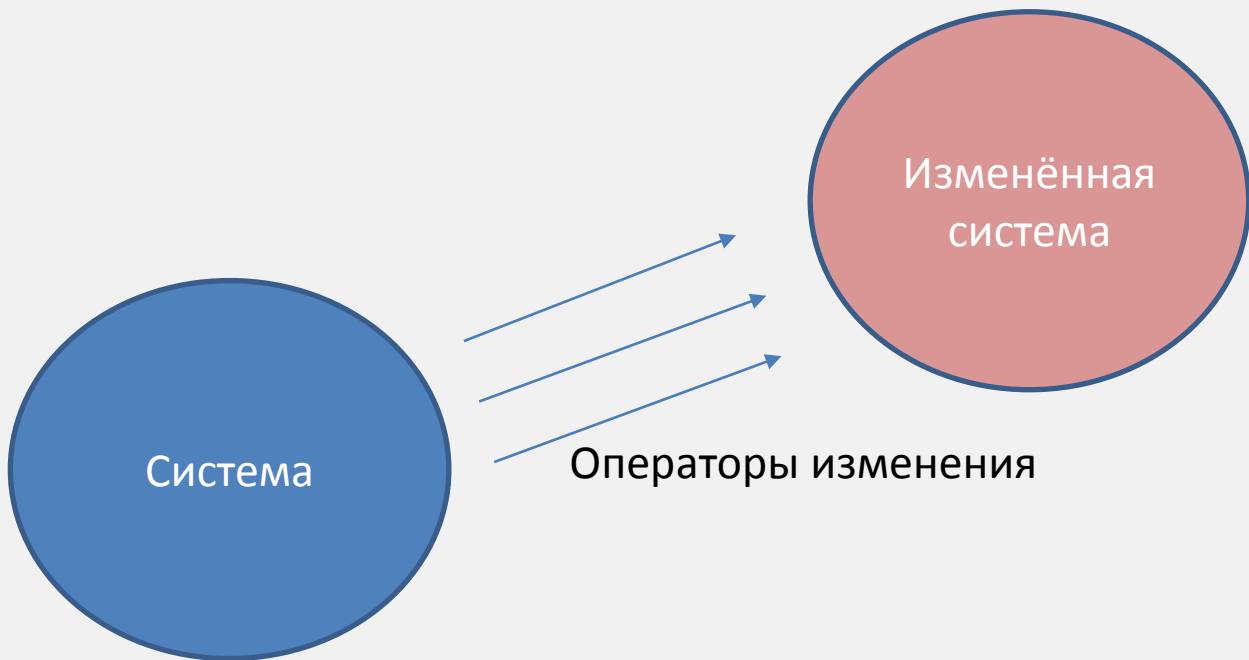 Изменённая
система
Система
Операторы изменения